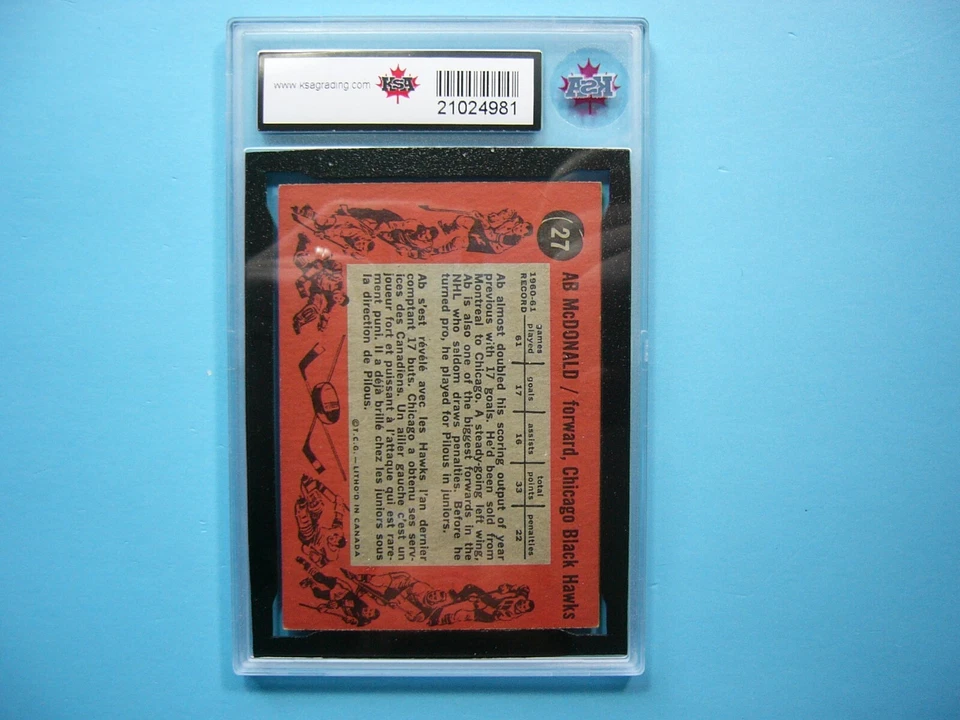 www.ksagrading.com
KSA
21024981
KSA
27
AB McDONALD / forward, Chicago Black Hawks
1960-61 games goals assists total penalties
RECORD played points
61 17 16 33 22
Ab almost doubled his scoring output of year
previous with 17 goals. He'd been sold from
Montreal to Chicago. A steady-going left wing,
Ab is also one of the biggest forwards in the
NHL who seldom draws penalties. Before he
turned pro, he played for Pilous in juniors.
Ab s'est révélé avec les Hawks l'an dernier
comptant 17 buts. Chicago a obtenu ses serv-
ices des Canadiens. Un ailier gauche c'est un
joueur fort et puissant à l'attaque qui est rare-
ment puni. Il a déjà brillé chez les juniors sous
la direction de Pilous.
©T.C.G.—LITHO'D IN CANADA